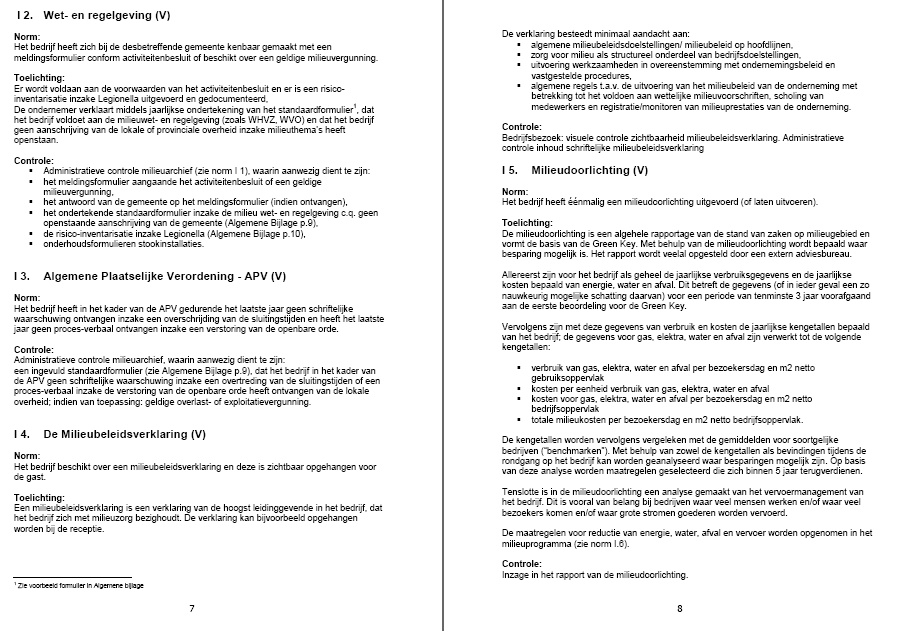 I 2. Wet- en regelgeving (V)
Norm:
Het bedrijf heeft zich bij de desbetreffende gemeente kenbaar gemaakt met een
meldingsformulier conform activiteitenbesluit of beschikt over een geldige milieuvergunning.
Toelichting:
Er wordt voldaan aan de voorwaarden van het activiteitenbesluit en er is een risico-
inventarisatie inzake Legionella uitgevoerd en gedocumenteerd,
De ondernemer verklaart middels jaarlijkse ondertekening van het standaardformulier¹, dat
het bedrijf voldoet aan de milieuwet- en regelgeving (zoals WHVZ, WVO) en dat het bedrijf
geen aanschrijving van de lokale of provinciale overheid inzake milieuthema's heeft
openstaan.
Controle:
▪ Administratieve controle milieuarchief (zie norm I 1), waarin aanwezig dient te zijn:
▪ het meldingsformulier aangaande het activiteitenbesluit of een geldige
milieuvergunning,
▪ het antwoord van de gemeente op het meldingsformulier (indien ontvangen),
▪ het ondertekende standaardformulier inzake de milieu wet- en regelgeving c.q. geen
openstaande aanschrijving van de gemeente (Algemene Bijlage p.9),
▪ de risico-inventarisatie inzake Legionella (Algemene Bijlage p.10),
▪ onderhoudsformulieren stookinstallaties.
I 3. Algemene Plaatselijke Verordening - APV (V)
Norm:
Het bedrijf heeft in het kader van de APV gedurende het laatste jaar geen schriftelijke
waarschuwing ontvangen inzake een overschrijding van de sluitingstijden en heeft het laatste
jaar geen proces-verbaal ontvangen inzake een verstoring van de openbare orde.
Controle:
Administratieve controle milieuarchief, waarin aanwezig dient te zijn:
een ingevuld standaardformulier (zie Algemene Bijlage p.9), dat het bedrijf in het kader van
de APV geen schriftelijke waarschuwing inzake een overtreding van de sluitingstijden of een
proces-verbaal inzake de verstoring van de openbare orde heeft ontvangen van de lokale
overheid; indien van toepassing: geldige overlast- of exploitatievergunning.
I 4. De Milieubeleidsverklaring (V)
Norm:
Het bedrijf beschikt over een milieubeleidsverklaring en deze is zichtbaar opgehangen voor
de gast.
Toelichting:
Een milieubeleidsverklaring is een verklaring van de hoogst leidinggevende in het bedrijf, dat
het bedrijf zich met milieuzorg bezighoudt. De verklaring kan bijvoorbeeld opgehangen
worden bij de receptie.
¹ Zie voorbeeld formulier in Algemene bijlage
7
De verklaring besteedt minimaal aandacht aan:
▪ algemene milieubeleidsdoelstellingen/ milieubeleid op hoofdlijnen,
▪ zorg voor milieu als structureel onderdeel van bedrijfsdoelstellingen,
▪ uitvoering werkzaamheden in overeenstemming met ondernemingsbeleid en
vastgestelde procedures,
▪ algemene regels t.a.v. de uitvoering van het milieubeleid van de onderneming met
betrekking tot het voldoen aan wettelijke milieuvoorschriften, scholing van
medewerkers en registratie/monitoren van milieuprestaties van de onderneming.
Controle:
Bedrijfsbezoek: visuele controle zichtbaarheid milieubeleidsverklaring. Administratieve
controle inhoud schriftelijke milieubeleidsverklaring
I 5. Milieudoorlichting (V)
Norm:
Het bedrijf heeft éénmalig een milieudoorlichting uitgevoerd (of laten uitvoeren).
Toelichting:
De milieudoorlichting is een algehele rapportage van de stand van zaken op milieugebied en
vormt de basis van de Green Key. Met behulp van de milieudoorlichting wordt bepaald waar
besparing mogelijk is. Het rapport wordt veelal opgesteld door een extern adviesbureau.
Allereerst zijn voor het bedrijf als geheel de jaarlijkse verbruiksgegevens en de jaarlijkse
kosten bepaald van energie, water en afval. Dit betreft de gegevens (of in ieder geval een zo
nauwkeurig mogelijke schatting daarvan) voor een periode van tenminste 3 jaar voorafgaand
aan de eerste beoordeling voor de Green Key.
Vervolgens zijn met deze gegevens van verbruik en kosten de jaarlijkse kengetallen bepaald
van het bedrijf; de gegevens voor gas, elektra, water en afval zijn verwerkt tot de volgende
kengetallen:
▪ verbruik van gas, elektra, water en afval per bezoekersdag en m2 netto
gebruiksoppervlak
▪ kosten per eenheid verbruik van gas, elektra, water en afval
▪ kosten voor gas, elektra, water en afval per bezoekersdag en m2 netto
bedrijfsoppervlak
▪ totale milieukosten per bezoekersdag en m2 netto bedrijfsoppervlak.
De kengetallen worden vervolgens vergeleken met de gemiddelden voor soortgelijke
bedrijven ("benchmarken"). Met behulp van zowel de kengetallen als bevindingen tijdens de
rondgang op het bedrijf kan worden geanalyseerd waar besparingen mogelijk zijn. Op basis
van deze analyse worden maatregelen geselecteerd die zich binnen 5 jaar terugverdienen.
Tenslotte is in de milieudoorlichting een analyse gemaakt van het vervoermanagement van
het bedrijf. Dit is vooral van belang bij bedrijven waar veel mensen werken en/of waar veel
bezoekers komen en/of waar grote stromen goederen worden vervoerd.
De maatregelen voor reductie van energie, water, afval en vervoer worden opgenomen in het
milieuprogramma (zie norm I.6).
Controle:
Inzage in het rapport van de milieudoorlichting.
8